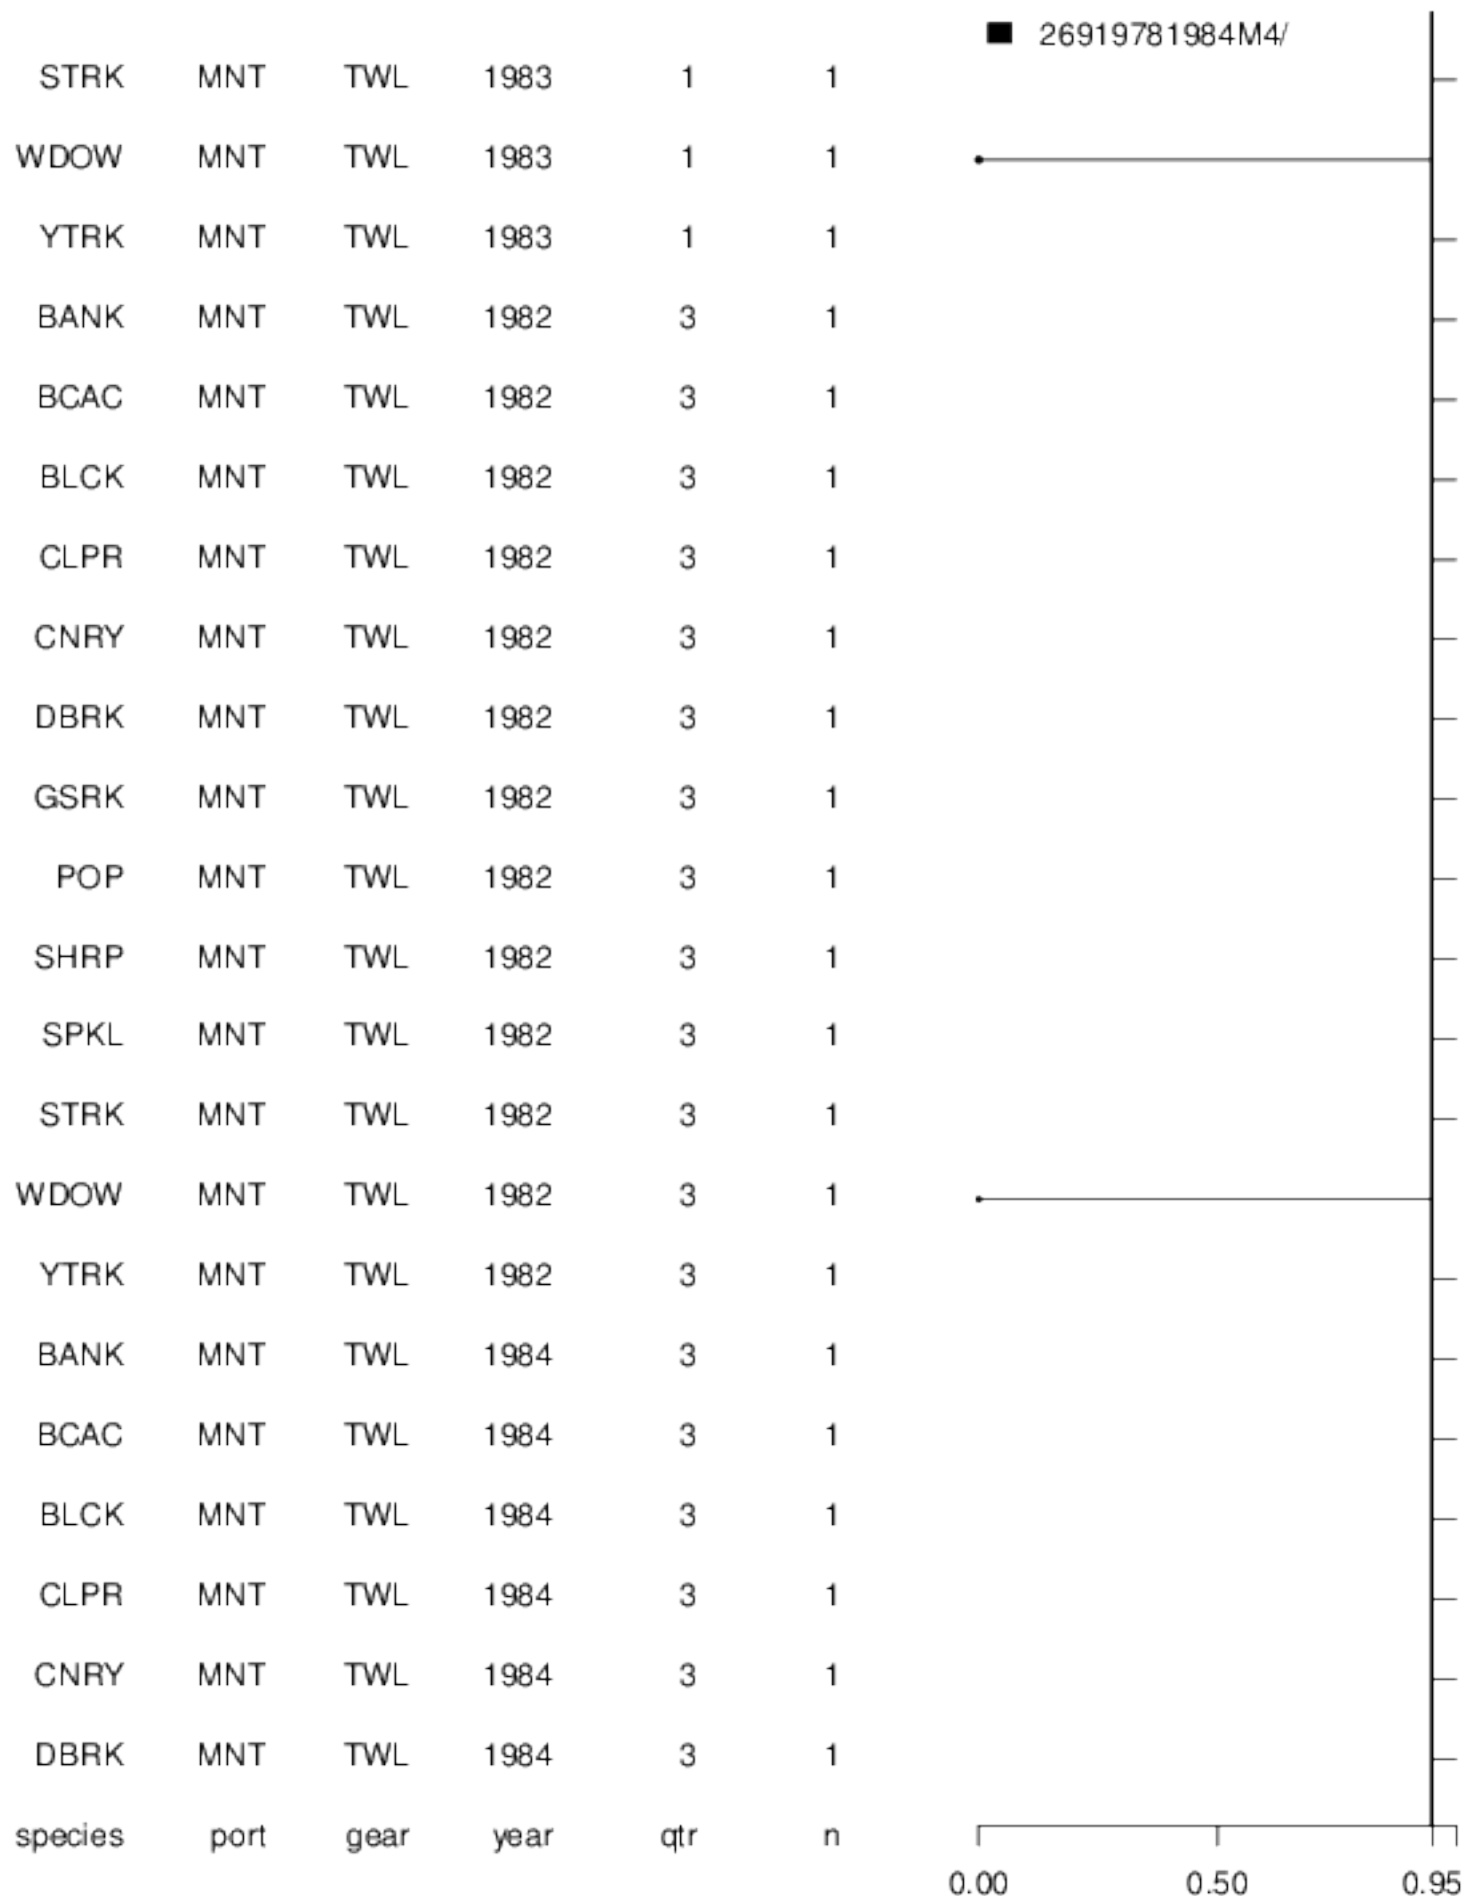 26919781984M4/
STRK MNT TWL 1983 1 1
WDOW MNT TWL 1983 1 1
YTRK MNT TWL 1983 1 1
BANK MNT TWL 1982 3 1
BCAC MNT TWL 1982 3 1
BLCK MNT TWL 1982 3 1
CLPR MNT TWL 1982 3 1
CNRY MNT TWL 1982 3 1
DBRK MNT TWL 1982 3 1
GSRK MNT TWL 1982 3 1
POP MNT TWL 1982 3 1
SHRP MNT TWL 1982 3 1
SPKL MNT TWL 1982 3 1
STRK MNT TWL 1982 3 1
WDOW MNT TWL 1982 3 1
YTRK MNT TWL 1982 3 1
BANK MNT TWL 1984 3 1
BCAC MNT TWL 1984 3 1
BLCK MNT TWL 1984 3 1
CLPR MNT TWL 1984 3 1
CNRY MNT TWL 1984 3 1
DBRK MNT TWL 1984 3 1
species port gear year qtr n
0.00 0.50 0.95